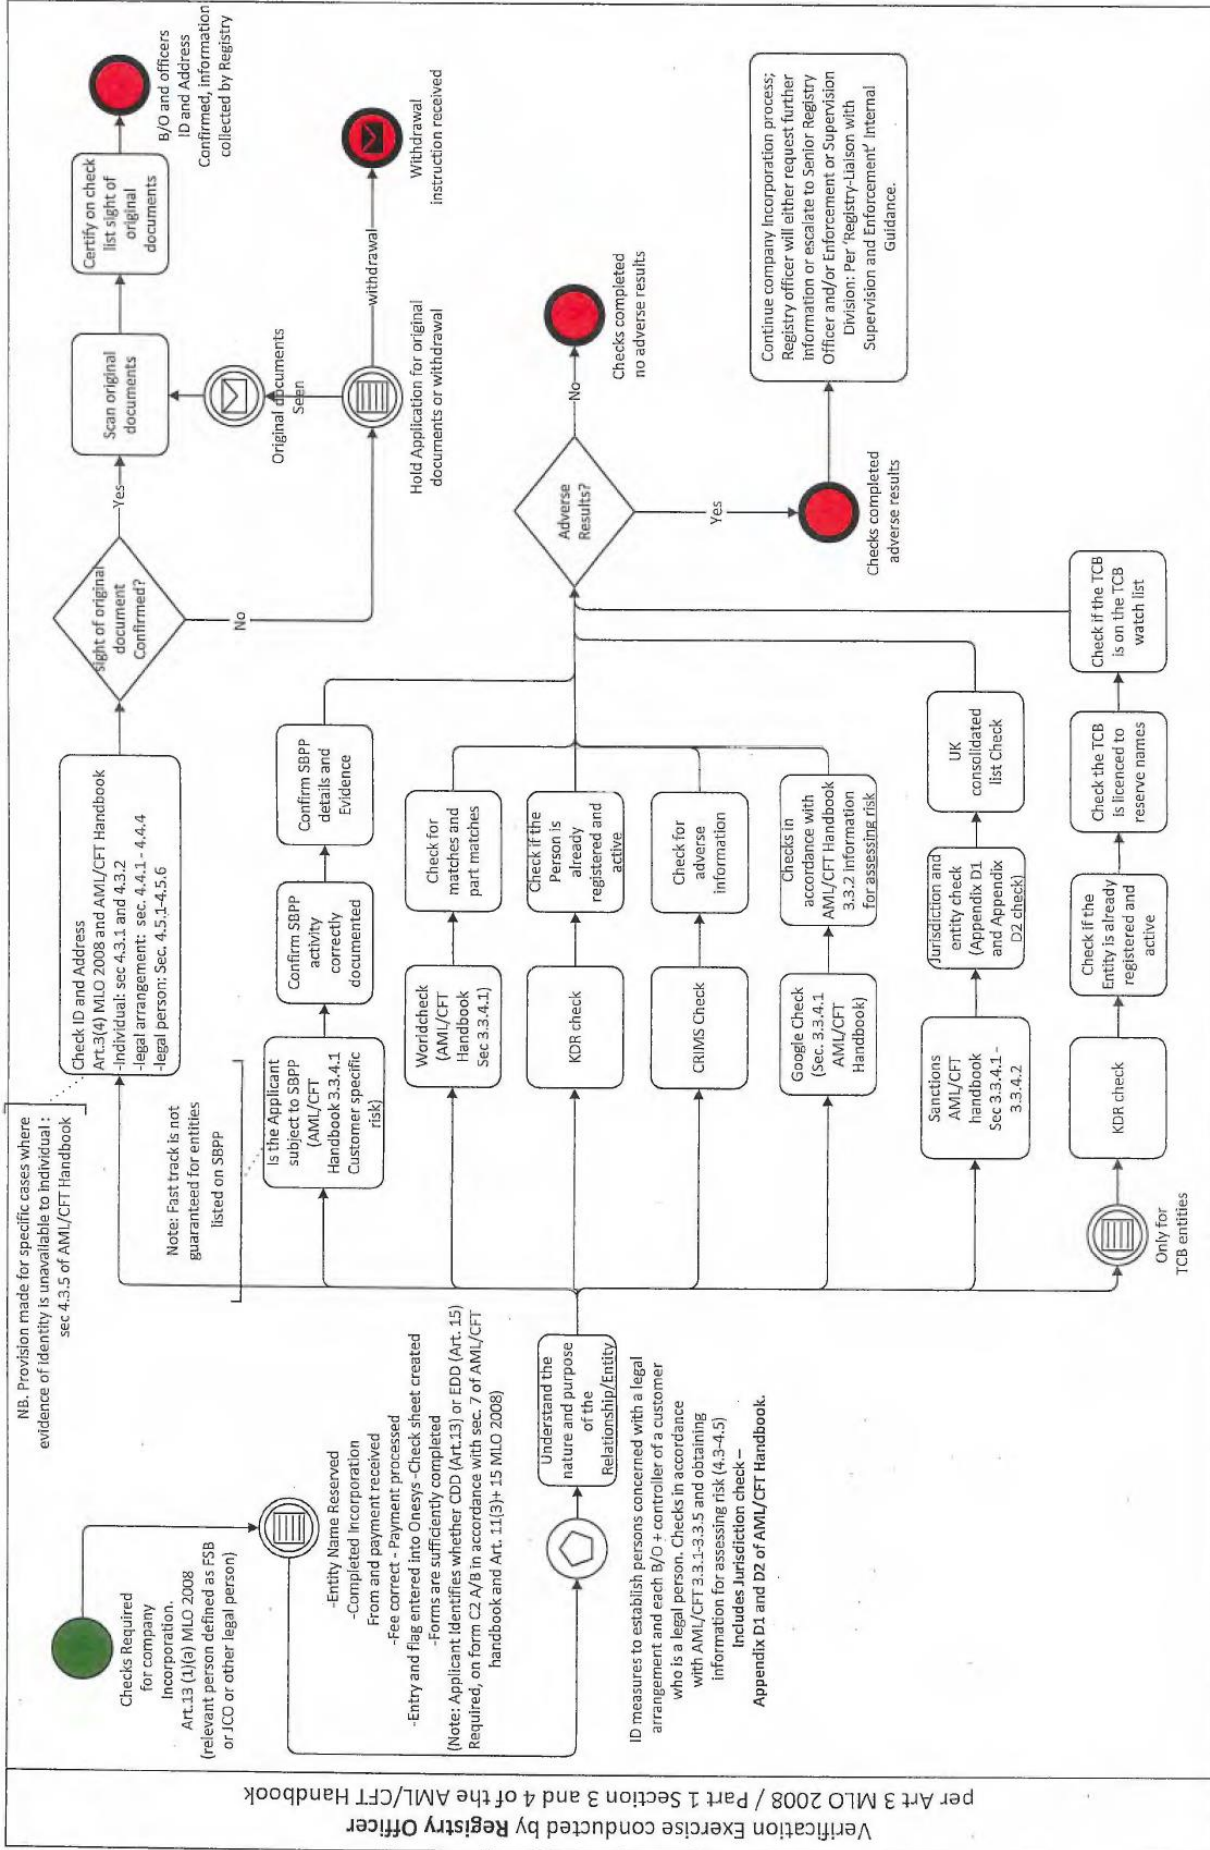 Verification Exercise conducted by Registry Officer
per Art 3 MLO 2008 / Part 1 Section 3 and 4 of the AML/CFT Handbook
Checks Required
for company
Incorporation.
Art.13 (1)(a) MLO 2008
(relevant person defined as FSB
or JCO or other legal person)
-Entity Name Reserved
-Completed Incorporation
From and payment received
-Fee correct - Payment processed
-Entry and flag entered into Onesys -Check sheet created
-Forms are sufficiently completed
(Note: Applicant Identifies whether CDD (Art.13) or EDD (Art. 15)
Required, on form C2 A/B in accordance with sec. 7 of AML/CFT
handbook and Art. 11(3)+ 15 MLO 2008)
Understand the
nature and purpose
of the
Relationship/Entity
ID measures to establish persons concerned with a legal
arrangement and each B/O + controller of a customer
who is a legal person. Checks in accordance
with AML/CFT 3.3.1-3.3.5 and obtaining
information for assessing risk (4.3-4.5)
Includes Jurisdiction check –
Appendix D1 and D2 of AML/CFT Handbook.
NB. Provision made for specific cases where
evidence of identity is unavailable to individual :
sec 4.3.5 of AML/CFT Handbook
Note: Fast track is not
guaranteed for entities
listed on SBPP
Check ID and Address
Art.3(4) MLO 2008 and AML/CFT Handbook
-Individual: sec 4.3.1 and 4.3.2
-legal arrangement: sec. 4.4.1 - 4.4.4
-legal person: Sec. 4.5.1-4.5.6
sight of original
document
Confirmed?
Yes
No
Scan original
documents
Certify on check
list sight of
original
documents
B/O and officers
ID and Address
Confirmed, information
collected by Registry
Original documents
Seen
Hold Application for original
documents or withdrawal
withdrawal
Withdrawal
instruction received
Is the Applicant
subject to SBPP
(AML/CFT
Handbook 3.3.4.1
Customer specific
risk)
Confirm SBPP
activity
correctly
documented
Confirm SBPP
details and
Evidence
Worldcheck
(AML/CFT
Handbook
Sec 3.3.4.1)
Check for
matches and
part matches
KDR check
Check if the
Person is
already
registered and
active
CRIMS Check
Check for
adverse
information
Google Check
(Sec. 3.3.4.1
AML/CFT
Handbook)
Checks in
accordance with
AML/CFT Handbook
3.3.2 information
for assessing risk
Sanctions
AML/CFT
handbook
Sec 3.3.4.1 -
3.3.4.2
Jurisdiction and
entity check
(Appendix D1
and Appendix
D2 check)
UK
consolidated
list Check
Only for
TCB entities
KDR check
Check if the
Entity is already
registered and
active
Check the TCB
is licenced to
reserve names
Check if the TCB
is on the TCB
watch list
Adverse
Results?
No
Checks completed
no adverse results
Yes
Checks completed
adverse results
Continue company Incorporation process;
Registry officer will either request further
information or escalate to Senior Registry
Officer and/or Enforcement or Supervision
Division: Per 'Registry-Liaison with
Supervision and Enforcement' Internal
Guidance.